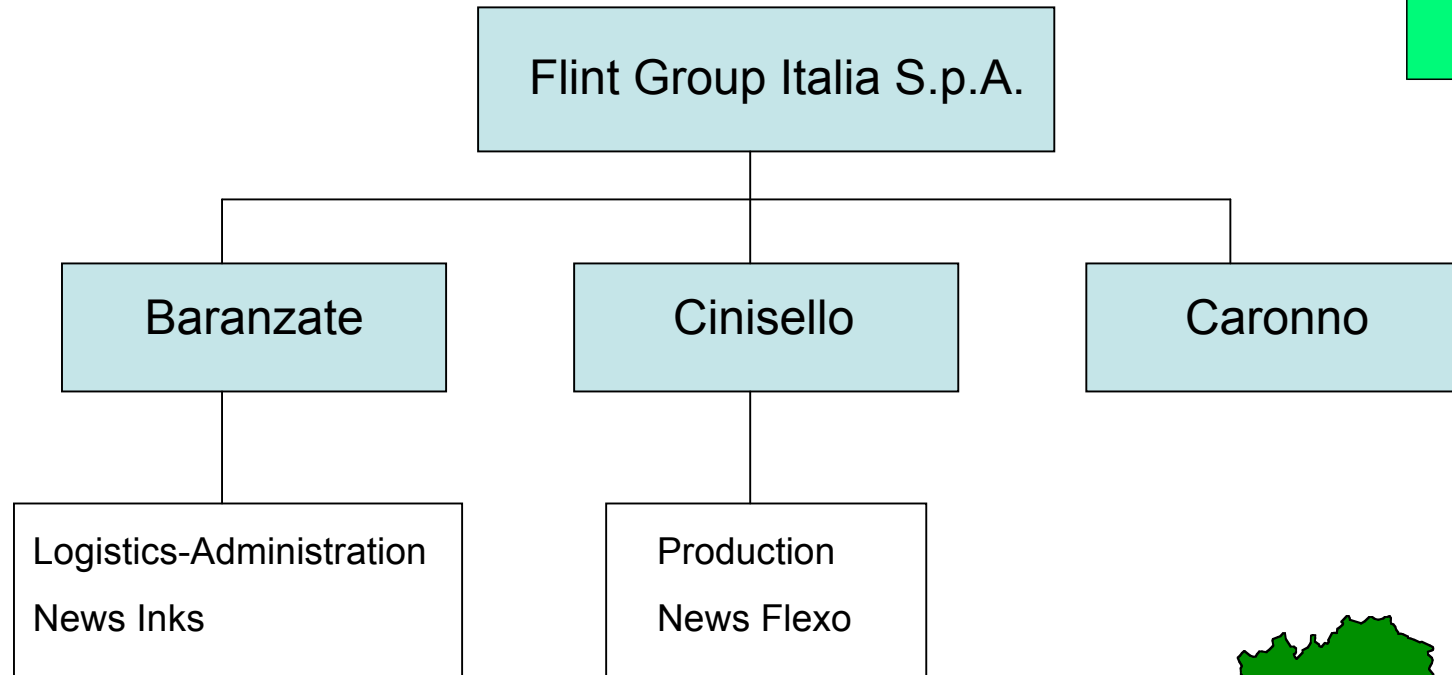 Flint Group Italia S.p.A.
Baranzate
Cinisello
Caronno
Logistics-Administration
News Inks
Production
News Flexo